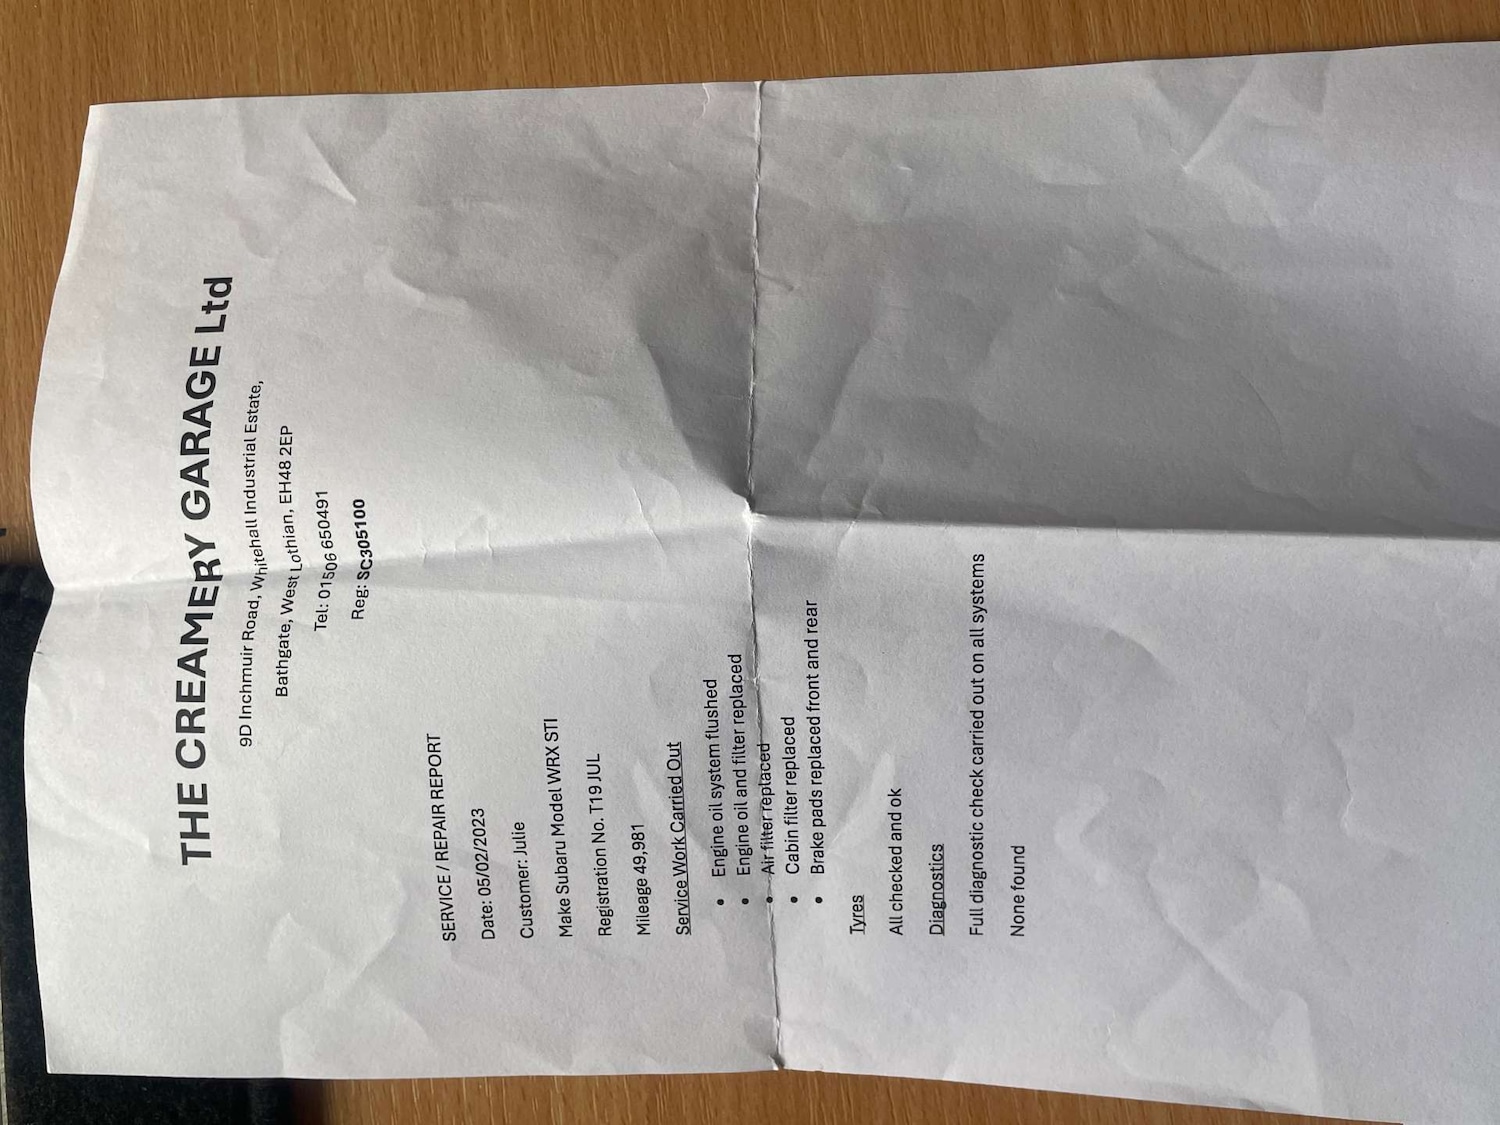 THE CREAMERY GARAGE Ltd
9D Inchmuir Road, Whitehall Industrial Estate,
Bathgate, West Lothian, EH48 2EP
Tel: 01506 650491
Reg: SC305100
SERVICE / REPAIR REPORT
Date: 05/02/2023
Customer: Julie
Make Subaru Model WRX STI
Registration No. T19 JUL
Mileage 49,981
Service Work Carried Out
• Engine oil system flushed
• Engine oil and filter replaced
• Air filter replaced
• Cabin filter replaced
• Brake pads replaced front and rear
Tyres
All checked and ok
Diagnostics
Full diagnostic check carried out on all systems
None found